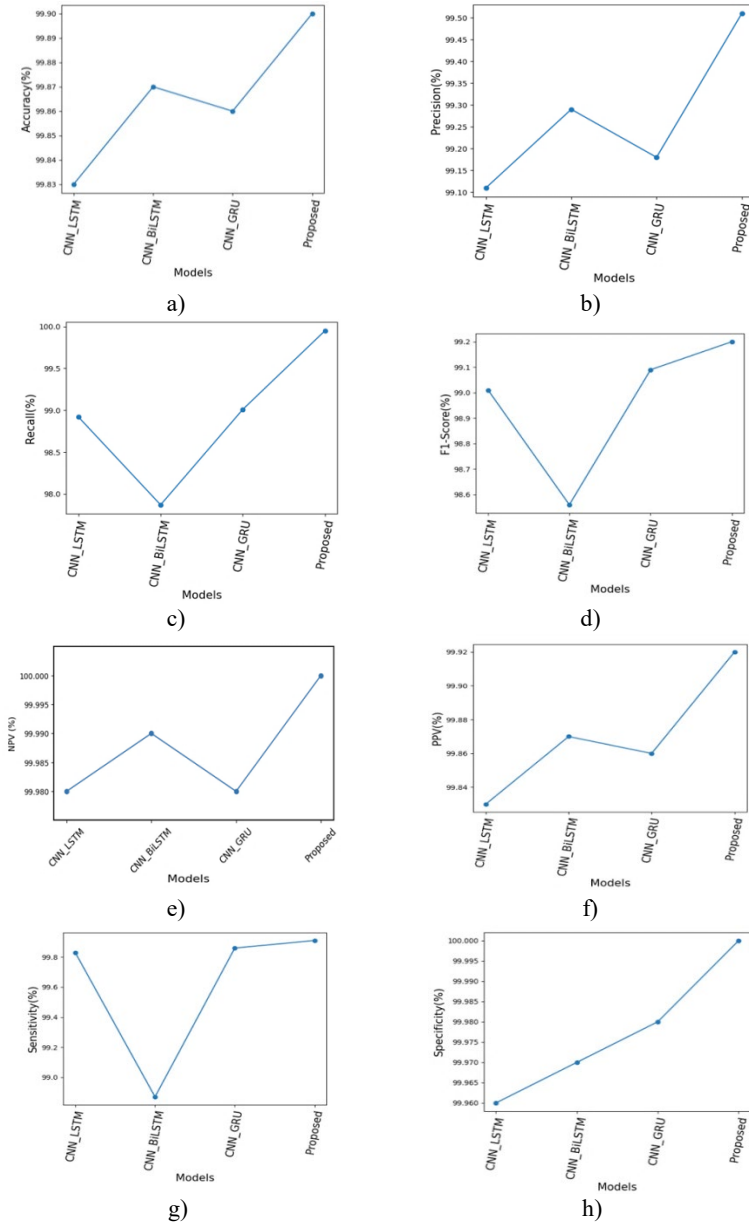 Accuracy(%)
99.90
99.89
99.88
99.87
99.86
99.85
99.84
99.83
CNN_LSTM
CNN_BiLSTM
CNN_GRU
Proposed
Models
a)
Precision(%)
99.50
99.45
99.40
99.35
99.30
99.25
99.20
99.15
99.10
CNN_LSTM
CNN_BiLSTM
CNN_GRU
Proposed
Models
b)
Recall(%)
100.0
99.5
99.0
98.5
98.0
CNN_LSTM
CNN_BiLSTM
CNN_GRU
Proposed
Models
c)
F1-Score(%)
99.2
99.1
99.0
98.9
98.8
98.7
98.6
CNN_LSTM
CNN_BiLSTM
CNN_GRU
Proposed
Models
d)
NPV (%)
100.000
99.995
99.990
99.985
99.980
CNN_LSTM
CNN_BiLSTM
CNN_GRU
Proposed
Models
e)
PPV(%)
99.92
99.90
99.88
99.86
99.84
CNN_LSTM
CNN_BiLSTM
CNN_GRU
Proposed
Models
f)
Sensitivity(%)
99.8
99.6
99.4
99.2
99.0
CNN_LSTM
CNN_BiLSTM
CNN_GRU
Proposed
Models
g)
Specificity(%)
100.000
99.995
99.990
99.985
99.980
99.975
99.970
99.965
99.960
CNN_LSTM
CNN_BiLSTM
CNN_GRU
Proposed
Models
h)